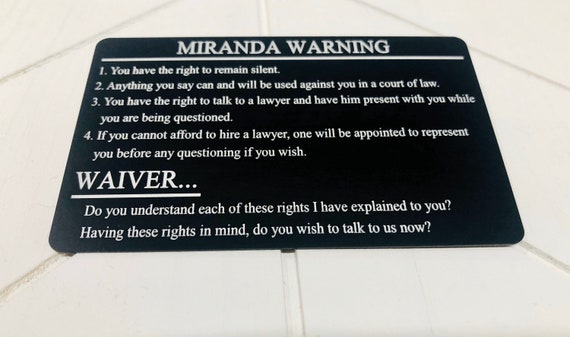 MIRANDA WARNING
1. You have the right to remain silent.
2. Anything you say can and will be used against you in a court of law.
3. You have the right to talk to a lawyer and have him present with you while
you are being questioned.
4. If you cannot afford to hire a lawyer, one will be appointed to represent
you before any questioning if you wish.
WAIVER...
Do you understand each of these rights I have explained to you?
Having these rights in mind, do you wish to talk to us now?